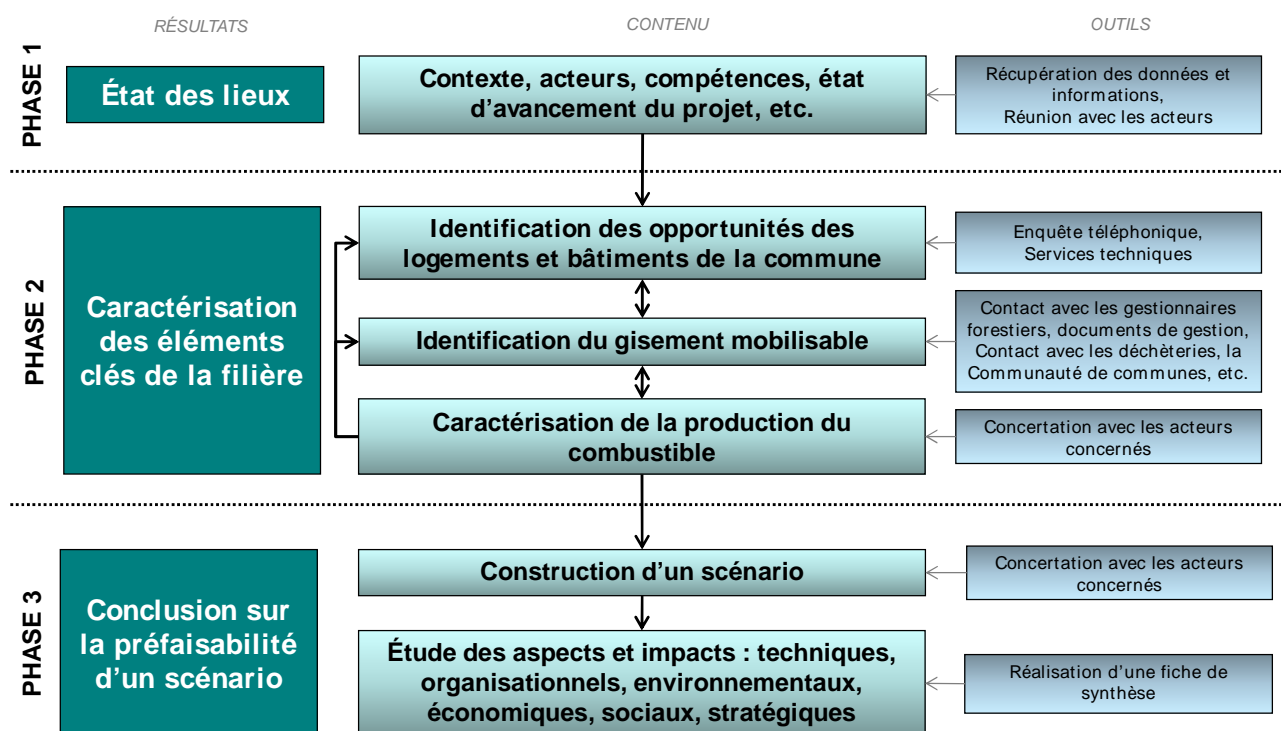 RÉSULTATS
CONTENU
OUTILS
PHASE 1
État des lieux
Contexte, acteurs, compétences, état
d’avancement du projet, etc.
Récupération des données et
informations,
Réunion avec les acteurs
PHASE 2
Caractérisation
des éléments
clés de la filière
Identification des opportunités des
logements et bâtiments de la commune
Enquête téléphonique,
Services techniques
Identification du gisement mobilisable
Contact avec les gestionnaires
forestiers, documents de gestion,
Contact avec les déchèteries, la
Communauté de communes, etc.
Caractérisation de la production du
combustible
Concertation avec les acteurs
concernés
PHASE 3
Conclusion sur
la préfaisabilité
d’un scénario
Construction d’un scénario
Concertation avec les acteurs
concernés
Étude des aspects et impacts : techniques,
organisationnels, environnementaux,
économiques, sociaux, stratégiques
Réalisation d’une fiche de
synthèse